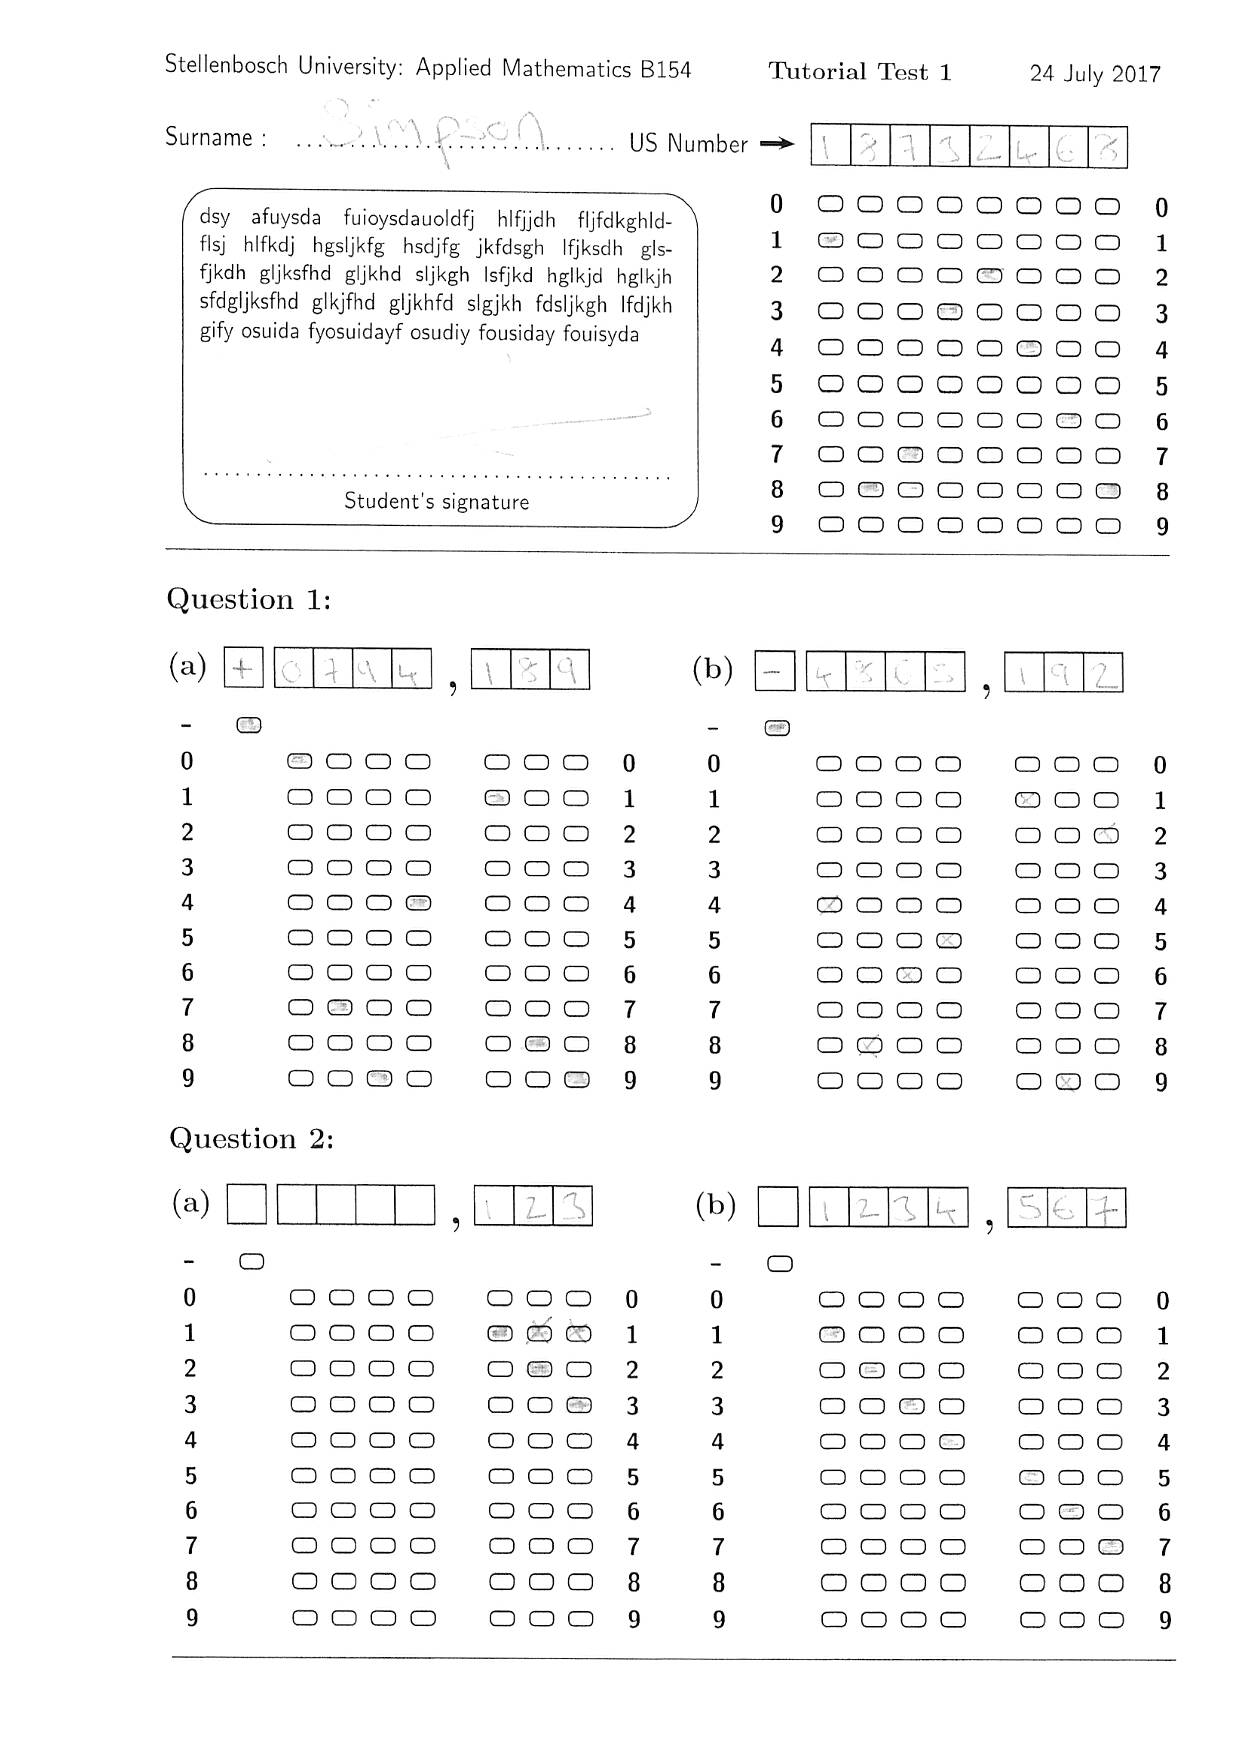 Stellenbosch University: Applied Mathematics B154 Tutorial Test 1 24 July 2017
Surname : Simpson US Number 1 8 7 3 2 4 6 8
dsy afuysda fuioysdauoldfj hlfjjdh fljfdkghld-
flsj hlfkdj hgsljkfg hsdjfg jkfdsgh lfjksdh gls-
fjkdh gljksfhd gljkhd sljkgh lsfjkd hglkjd hglkjh
sfdgljksfhd glkjfhd gljkhfd slgjkh fdsljkgh lfdjkh
gify osuida fyosuidayf osudiy fousiday fouisyda
Student's signature
0 0
1 1
2 2
3 3
4 4
5 5
6 6
7 7
8 8
9 9
Question 1:
(a) + 0 7 9 4 , 1 8 9 (b) - 4 8 6 5 , 1 9 2
- -
0 0 0 0
1 1 1 1
2 2 2 2
3 3 3 3
4 4 4 4
5 5 5 5
6 6 6 6
7 7 7 7
8 8 8 8
9 9 9 9
Question 2:
(a) , 1 2 3 (b) 1 2 3 4 , 5 6 7
- -
0 0 0 0
1 1 1 1
2 2 2 2
3 3 3 3
4 4 4 4
5 5 5 5
6 6 6 6
7 7 7 7
8 8 8 8
9 9 9 9